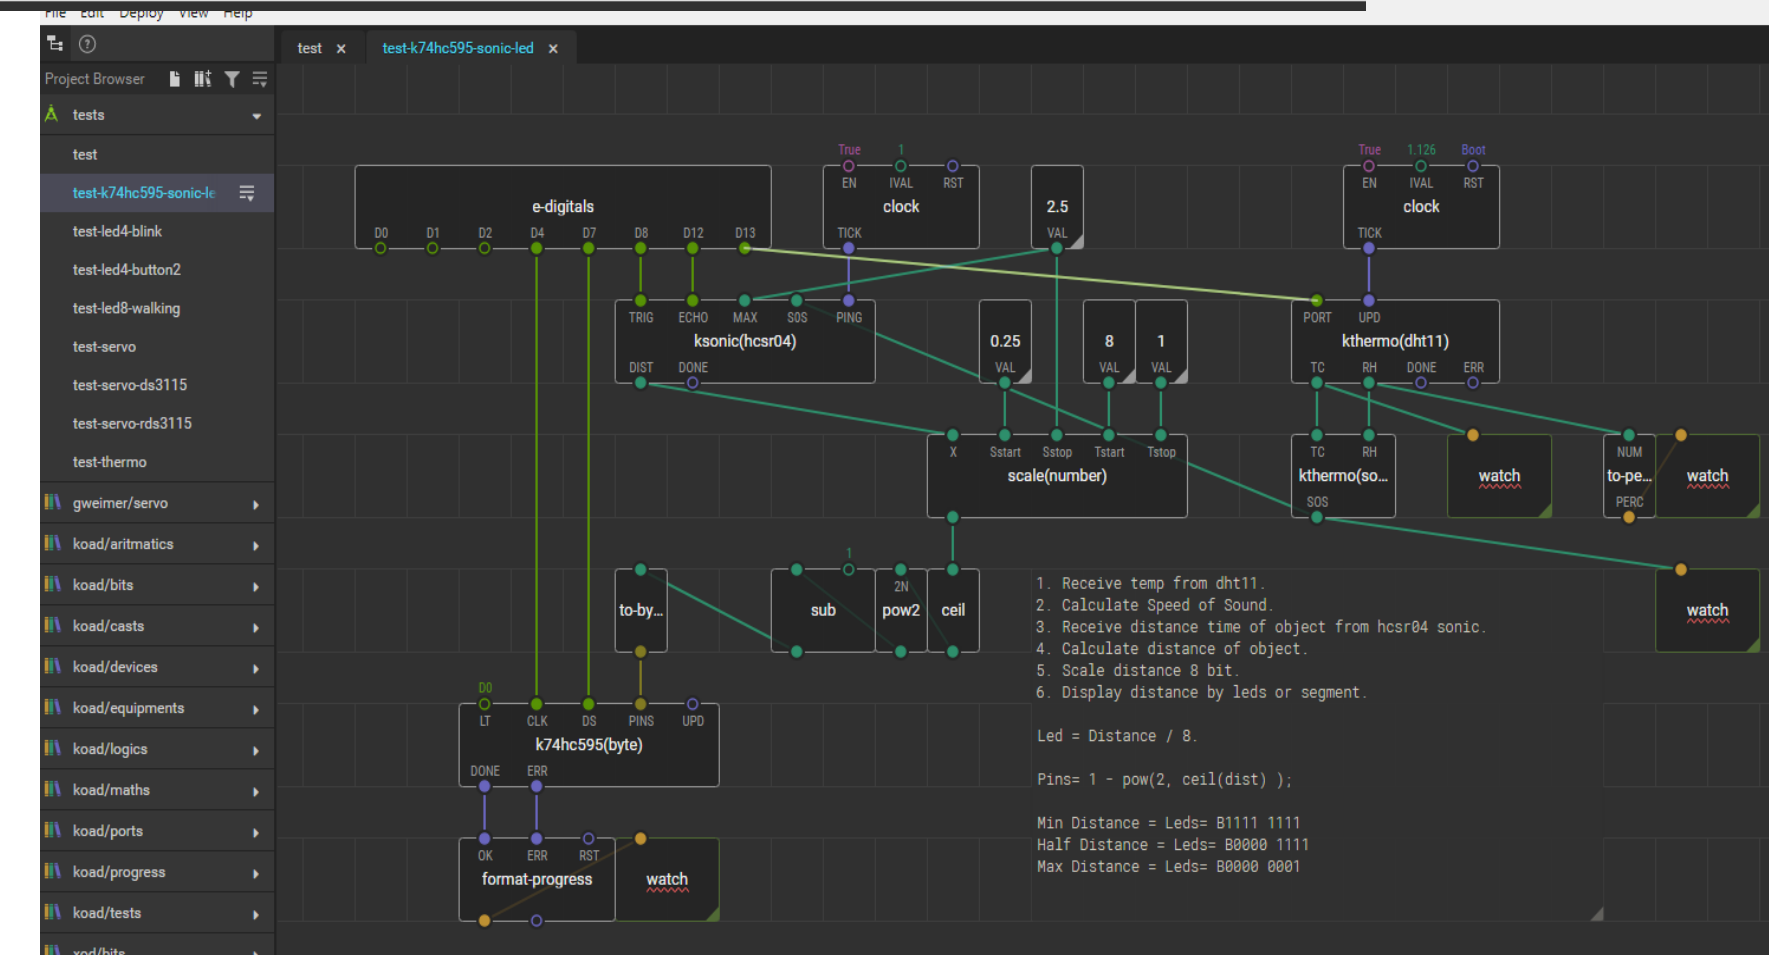 File Edit Deploy View Help
test
test-k74hc595-sonic-led
Project Browser
tests
test
test-k74hc595-sonic-le
test-led4-blink
test-led4-button2
test-led8-walking
test-servo
test-servo-ds3115
test-servo-rds3115
test-thermo
gweimer/servo
koad/aritmatics
koad/bits
koad/casts
koad/devices
koad/equipments
koad/logics
koad/maths
koad/ports
koad/progress
koad/tests
xod/bits
e-digitals
D0 D1 D2 D4 D7 D8 D12 D13
True 1
EN IVAL RST
clock
TICK
2.5
VAL
True 1.126 Boot
EN IVAL RST
clock
TICK
TRIG ECHO MAX SOS PING
ksonic(hcsr04)
DIST DONE
0.25
VAL
8
VAL
1
VAL
PORT UPD
kthermo(dht11)
TC RH DONE ERR
X Sstart Sstop Tstart Tstop
scale(number)
TC RH
kthermo(so...
SOS
watch
NUM
to-pe...
PERC
watch
to-by...
1
sub
2N
pow2
ceil
watch
1. Receive temp from dht11.
2. Calculate Speed of Sound.
3. Receive distance time of object from hcsr04 sonic.
4. Calculate distance of object.
5. Scale distance 8 bit.
6. Display distance by leds or segment.
Led = Distance / 8.
Pins= 1 - pow(2, ceil(dist) );
Min Distance = Leds= B1111 1111
Half Distance = Leds= B0000 1111
Max Distance = Leds= B0000 0001
D0
LT CLK DS PINS UPD
k74hc595(byte)
DONE ERR
OK ERR RST
format-progress
watch